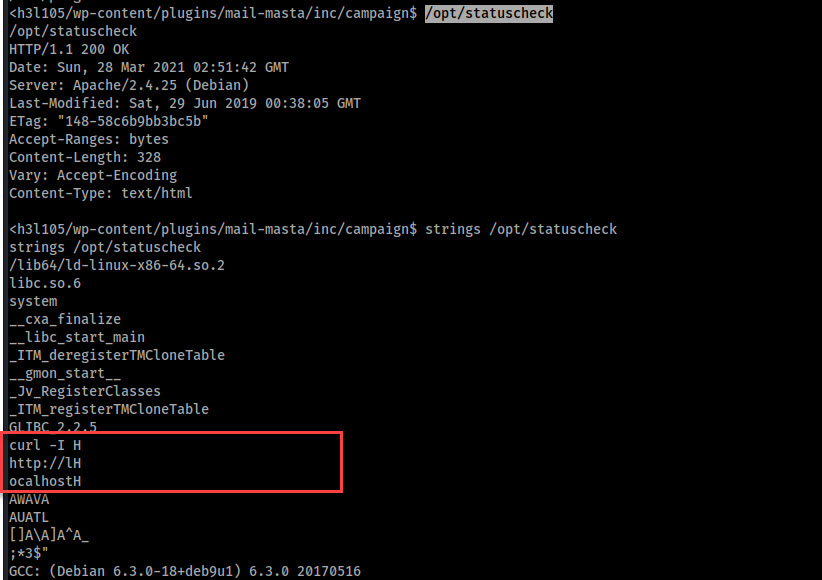 <h3l105/wp-content/plugins/mail-masta/inc/campaign$ /opt/statuscheck
/opt/statuscheck
HTTP/1.1 200 OK
Date: Sun, 28 Mar 2021 02:51:42 GMT
Server: Apache/2.4.25 (Debian)
Last-Modified: Sat, 29 Jun 2019 00:38:05 GMT
ETag: "148-58c6b9bb3bc5b"
Accept-Ranges: bytes
Content-Length: 328
Vary: Accept-Encoding
Content-Type: text/html
<h3l105/wp-content/plugins/mail-masta/inc/campaign$ strings /opt/statuscheck
strings /opt/statuscheck
/lib64/ld-linux-x86-64.so.2
libc.so.6
system
__cxa_finalize
__libc_start_main
_ITM_deregisterTMCloneTable
__gmon_start__
_Jv_RegisterClasses
_ITM_registerTMCloneTable
GLIBC_2.2.5
curl -I H
http://lH
ocalhostH
AWAVA
AUATL
[]A\A]A^A_
;*3$"
GCC: (Debian 6.3.0-18+deb9u1) 6.3.0 20170516